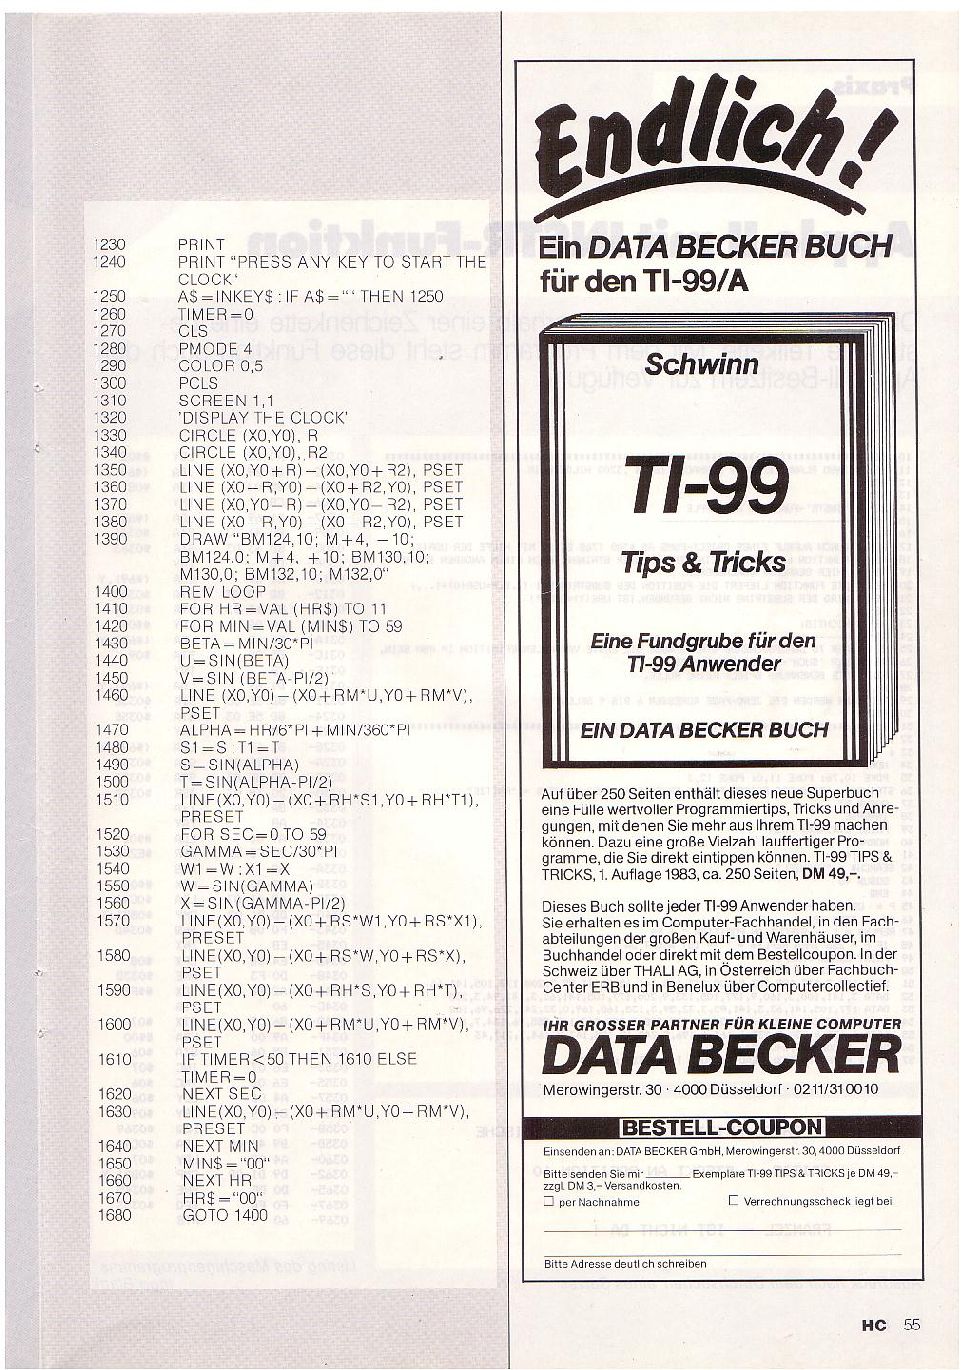 1230 PRINT
1240 PRINT "PRESS ANY KEY TO START THE
CLOCK"
1250 A$=INKEY$: IF A$="" THEN 1250
1260 TIMER=0
1270 CLS
1280 PMODE 4
1290 COLOR 0,5
1300 PCLS
1310 SCREEN 1,1
1320 'DISPLAY THE CLOCK'
1330 CIRCLE (X0,Y0), R
1340 CIRCLE (X0,Y0), R2
1350 LINE (X0,Y0+R)-(X0,Y0+R2), PSET
1360 LINE (X0-R,Y0)-(X0+R2,Y0), PSET
1370 LINE (X0,Y0-R)-(X0,Y0-R2), PSET
1380 LINE (X0 R,Y0) (X0 R2,Y0), PSET
1390 DRAW "BM124,10; M+4, -10;
BM124.0; M+4, +10; BM130,10;
M130,0; BM132,10; M132,0"
1400 REM LOOP
1410 FOR HR=VAL (HR$) TO 11
1420 FOR MIN=VAL (MIN$) TO 59
1430 BETA=MIN/30*PI
1440 U=SIN(BETA)
1450 V=SIN (BETA-PI/2)
1460 LINE (X0,Y0)-(X0+RM*U,Y0+RM*V),
PSET
1470 ALPHA=HR/6*PI+MIN/360*PI
1480 S1=S T1=T
1490 S=SIN(ALPHA)
1500 T=SIN(ALPHA-PI/2)
1510 LINE(X0,Y0)-(X0+RH*S1,Y0+RH*T1),
PRESET
1520 FOR SEC=0 TO 59
1530 GAMMA=SEC/30*PI
1540 W1=W:X1=X
1550 W=SIN(GAMMA)
1560 X=SIN(GAMMA-PI/2)
1570 LINE(X0,Y0)-(X0+RS*W1,Y0+RS*X1),
PRESET
1580 LINE(X0,Y0)-(X0+RS*W,Y0+RS*X),
PSET
1590 LINE(X0,Y0)-(X0+RH*S,Y0+RH*T),
PSET
1600 LINE(X0,Y0)-(X0+RM*U,Y0+RM*V),
PSET
1610 IF TIMER<50 THEN 1610 ELSE
TIMER=0
1620 NEXT SEC
1630 LINE(X0,Y0)-(X0+RM*U,Y0-RM*V),
PRESET
1640 NEXT MIN
1650 MIN$="00"
1660 NEXT HR
1670 HR$="00"
1680 GOTO 1400
Endlich!
Ein DATA BECKER BUCH
für den TI-99/A
Schwinn
TI-99
Tips & Tricks
Eine Fundgrube für den
TI-99 Anwender
EIN DATA BECKER BUCH
Auf über 250 Seiten enthält dieses neue Superbuch
eine Fülle wertvoller Programmiertips, Tricks und Anre-
gungen, mit denen Sie mehr aus Ihrem TI-99 machen
können. Dazu eine große Vielzahl lauffertiger Pro-
gramme, die Sie direkt eintippen können. TI-99 TIPS &
TRICKS, 1. Auflage 1983, ca. 250 Seiten, DM 49,-.
Dieses Buch sollte jeder TI-99 Anwender haben.
Sie erhalten es im Computer-Fachhandel, in den Fach-
abteilungen der großen Kauf- und Warenhäuser, im
Buchhandel oder direkt mit dem Bestellcoupon. In der
Schweiz über THALI AG, in Österreich über Fachbuch-
Center ERB und in Benelux über Computercollectief.
IHR GROSSER PARTNER FÜR KLEINE COMPUTER
DATA BECKER
Merowingerstr. 30 · 4000 Düsseldorf · 0211/310010
BESTELL-COUPON
Einsenden an: DATA BECKER GmbH, Merowingerstr. 30, 4000 Düsseldorf
Bitte senden Sie mir ______ Exemplare TI-99 TIPS & TRICKS je DM 49,-
zzgl. DM 3,- Versandkosten.
☐ per Nachnahme ☐ Verrechnungsscheck liegt bei
Bitte Adresse deutlich schreiben
HC 55